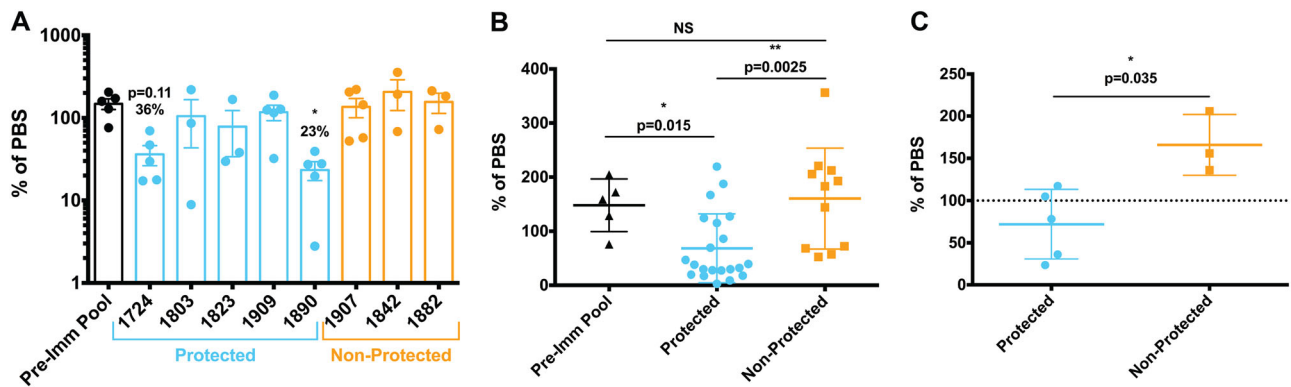 A
% of PBS
1000
100
10
1
p=0.11
36%
*
23%
Pre-Imm Pool
1724
1803
1823
1909
1890
1907
1842
1882
Protected
Non-Protected
B
% of PBS
400
300
200
100
0
NS
**
p=0.0025
*
p=0.015
Pre-Imm Pool
Protected
Non-Protected
C
% of PBS
250
200
150
100
50
0
*
p=0.035
Protected
Non-Protected